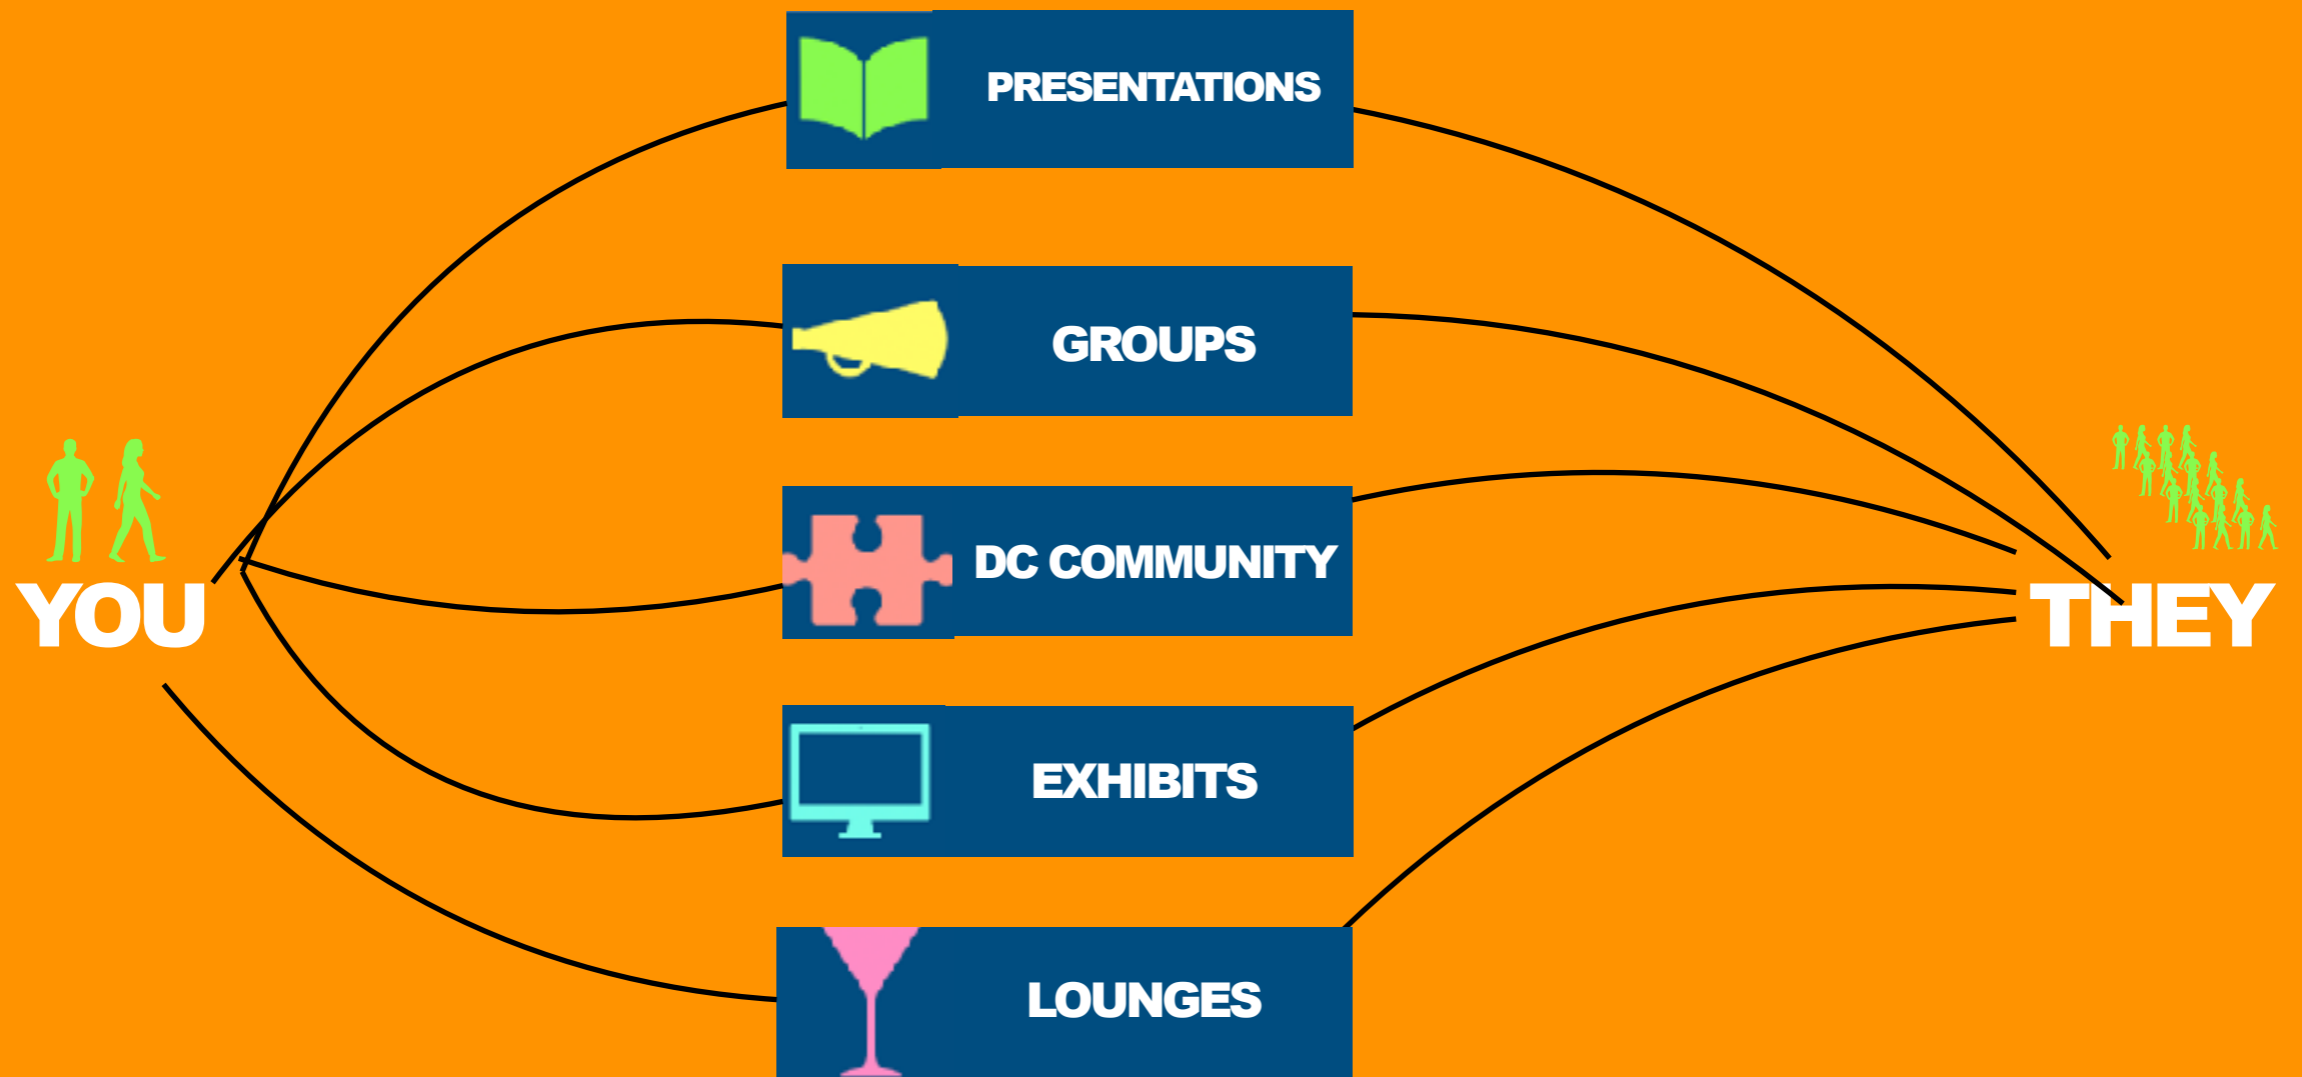 PRESENTATIONS
GROUPS
DC COMMUNITY
YOU
THEY
EXHIBITS
LOUNGES